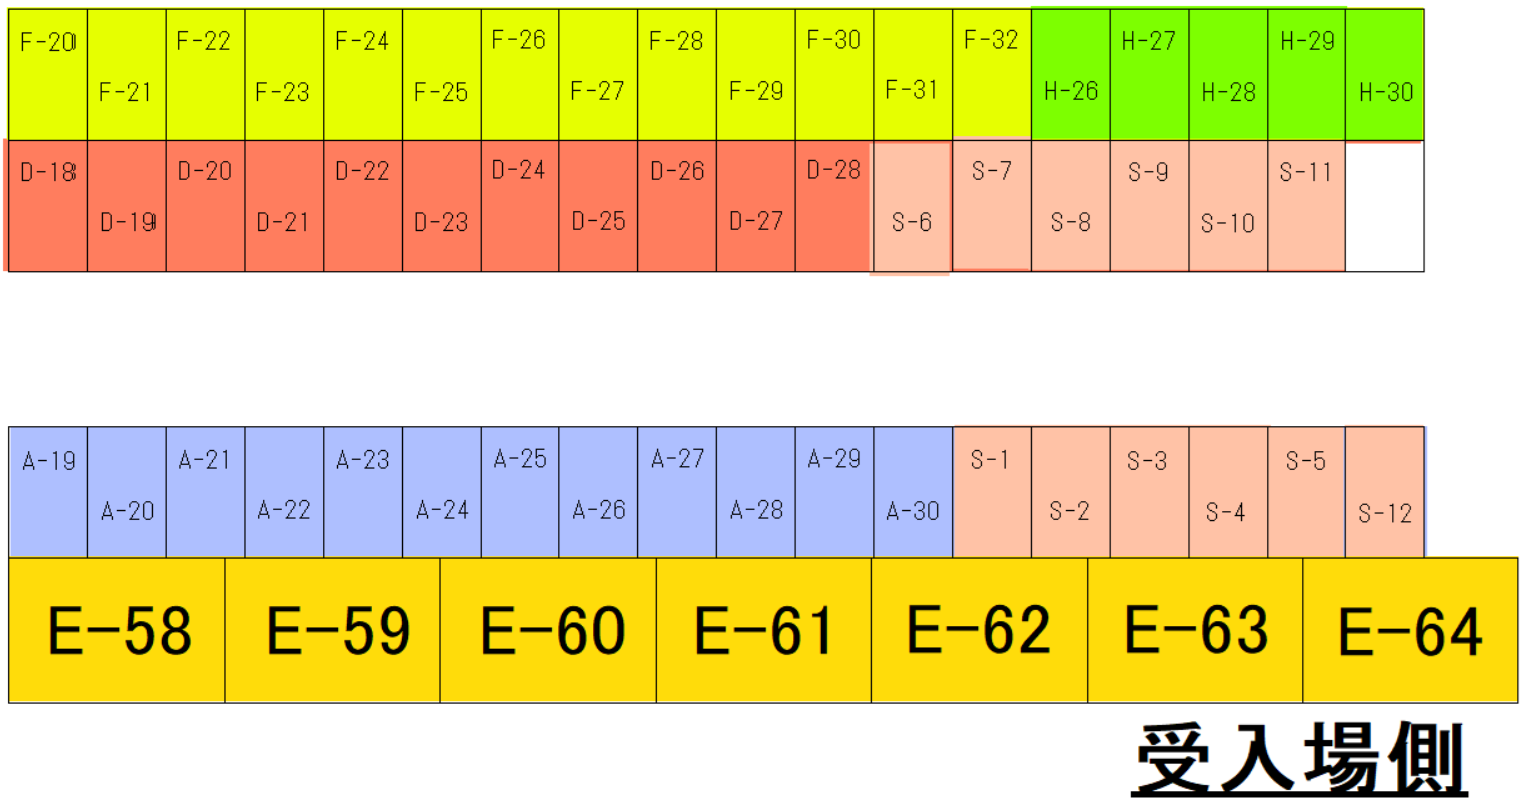 F-20 F-22 F-24 F-26 F-28 F-30 F-32 H-27 H-29
F-21 F-23 F-25 F-27 F-29 F-31 H-26 H-28 H-30
D-18 D-20 D-22 D-24 D-26 D-28 S-7 S-9 S-11
D-19 D-21 D-23 D-25 D-27 S-6 S-8 S-10
A-19 A-21 A-23 A-25 A-27 A-29 S-1 S-3 S-5
A-20 A-22 A-24 A-26 A-28 A-30 S-2 S-4 S-12
E-58 E-59 E-60 E-61 E-62 E-63 E-64
受入場側